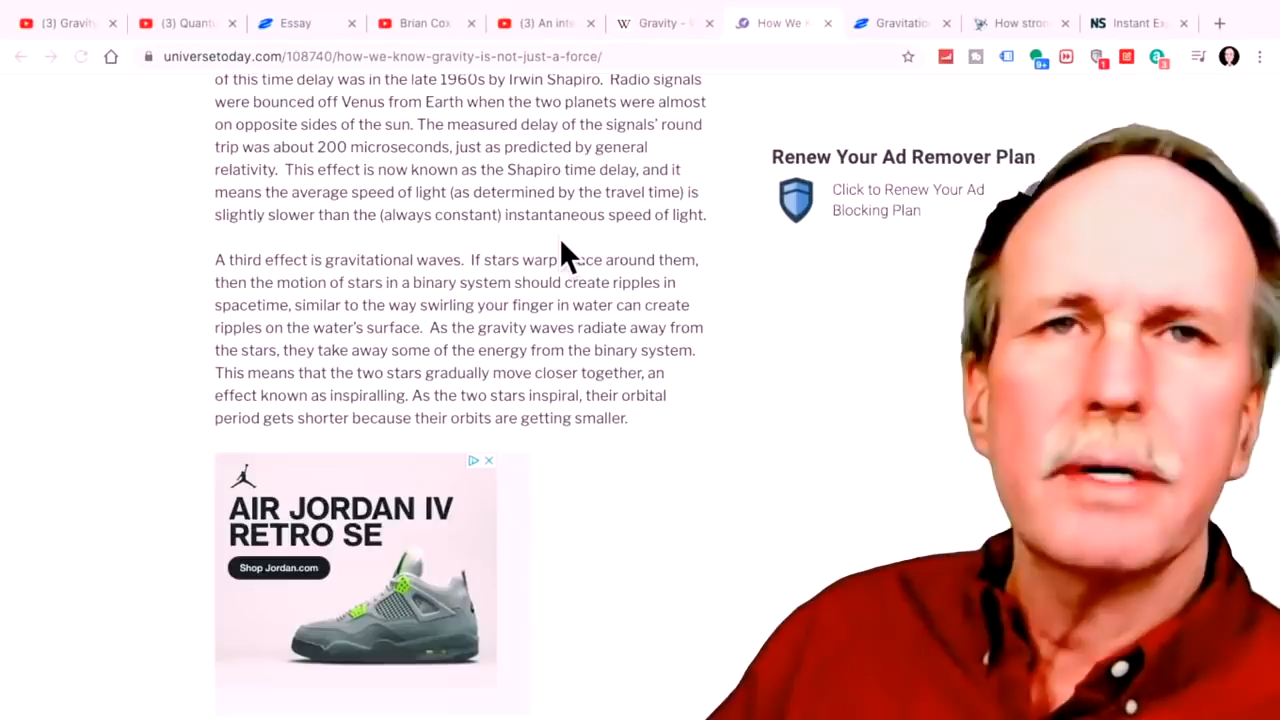 (3) Gravity
(3) Quant
Essay
Brian Cox
(3) An inte
Gravity -
How We K
Gravitatio
How stron
NS
Instant Ex
universetoday.com/108740/how-we-know-gravity-is-not-just-a-force/
9+
1
3
of this time delay was in the late 1960s by Irwin Shapiro. Radio signals
were bounced off Venus from Earth when the two planets were almost
on opposite sides of the sun. The measured delay of the signals' round
trip was about 200 microseconds, just as predicted by general
relativity. This effect is now known as the Shapiro time delay, and it
means the average speed of light (as determined by the travel time) is
slightly slower than the (always constant) instantaneous speed of light.
A third effect is gravitational waves. If stars warp around them,
then the motion of stars in a binary system should create ripples in
spacetime, similar to the way swirling your finger in water can create
ripples on the water's surface. As the gravity waves radiate away from
the stars, they take away some of the energy from the binary system.
This means that the two stars gradually move closer together, an
effect known as inspiralling. As the two stars inspiral, their orbital
period gets shorter because their orbits are getting smaller.
Renew Your Ad Remover Plan
Click to Renew Your Ad
Blocking Plan
AIR JORDAN IV
RETRO SE
Shop Jordan.com